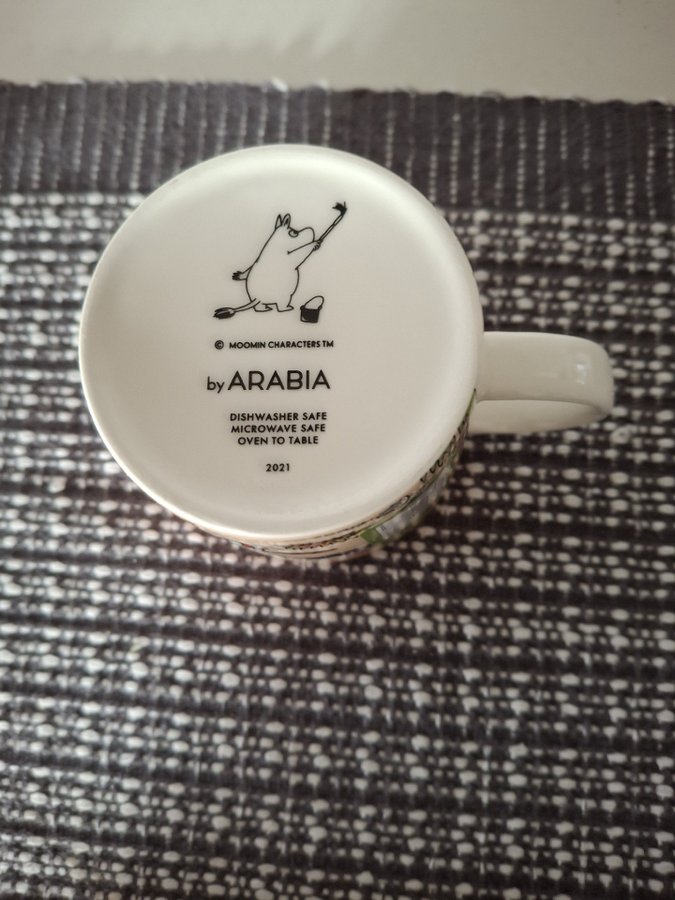 © MOOMIN CHARACTERS TM
by ARABIA
DISHWASHER SAFE
MICROWAVE SAFE
OVEN TO TABLE
2021